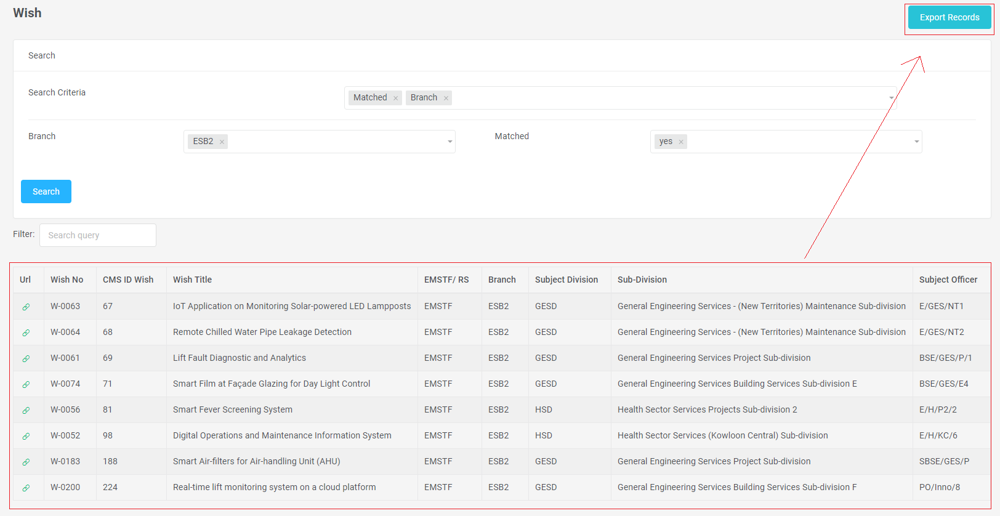 Wish
Export Records
Search
Search Criteria
Matched × Branch ×
Branch ESB2 × Matched yes ×
Search
Filter: Search query
Url Wish No CMS ID Wish Wish Title EMSTF/ RS Branch Subject Division Sub-Division Subject Officer
W-0063 67 IoT Application on Monitoring Solar-powered LED Lampposts EMSTF ESB2 GESD General Engineering Services - (New Territories) Maintenance Sub-division E/GES/NT1
W-0064 68 Remote Chilled Water Pipe Leakage Detection EMSTF ESB2 GESD General Engineering Services - (New Territories) Maintenance Sub-division E/GES/NT2
W-0061 69 Lift Fault Diagnostic and Analytics EMSTF ESB2 GESD General Engineering Services Project Sub-division BSE/GES/P/1
W-0074 71 Smart Film at Façade Glazing for Day Light Control EMSTF ESB2 GESD General Engineering Services Building Services Sub-division E BSE/GES/E4
W-0056 81 Smart Fever Screening System EMSTF ESB2 HSD Health Sector Services Projects Sub-division 2 E/H/P2/2
W-0052 98 Digital Operations and Maintenance Information System EMSTF ESB2 HSD Health Sector Services (Kowloon Central) Sub-division E/H/KC/6
W-0183 188 Smart Air-filters for Air-handling Unit (AHU) EMSTF ESB2 GESD General Engineering Services Project Sub-division SBSE/GES/P
W-0200 224 Real-time lift monitoring system on a cloud platform EMSTF ESB2 GESD General Engineering Services Building Services Sub-division F PO/Inno/8